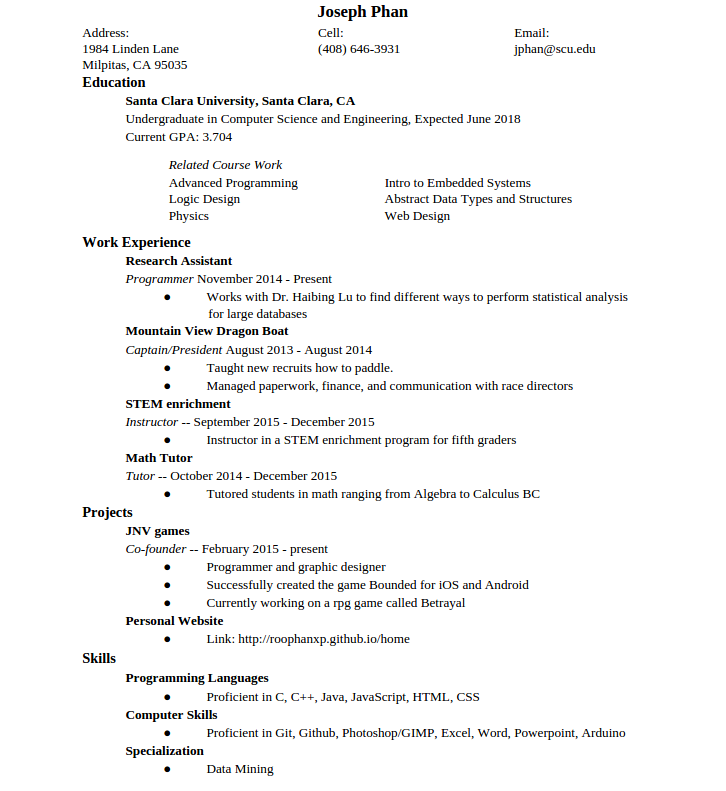 Joseph Phan
Address: Cell: Email:
1984 Linden Lane (408) 646-3931 jphan@scu.edu
Milpitas, CA 95035
Education
Santa Clara University, Santa Clara, CA
Undergraduate in Computer Science and Engineering, Expected June 2018
Current GPA: 3.704
Related Course Work
Advanced Programming Intro to Embedded Systems
Logic Design Abstract Data Types and Structures
Physics Web Design
Work Experience
Research Assistant
Programmer November 2014 - Present
● Works with Dr. Haibing Lu to find different ways to perform statistical analysis
for large databases
Mountain View Dragon Boat
Captain/President August 2013 - August 2014
● Taught new recruits how to paddle.
● Managed paperwork, finance, and communication with race directors
STEM enrichment
Instructor -- September 2015 - December 2015
● Instructor in a STEM enrichment program for fifth graders
Math Tutor
Tutor -- October 2014 - December 2015
● Tutored students in math ranging from Algebra to Calculus BC
Projects
JNV games
Co-founder -- February 2015 - present
● Programmer and graphic designer
● Successfully created the game Bounded for iOS and Android
● Currently working on a rpg game called Betrayal
Personal Website
● Link: http://roophanxp.github.io/home
Skills
Programming Languages
● Proficient in C, C++, Java, JavaScript, HTML, CSS
Computer Skills
● Proficient in Git, Github, Photoshop/GIMP, Excel, Word, Powerpoint, Arduino
Specialization
● Data Mining